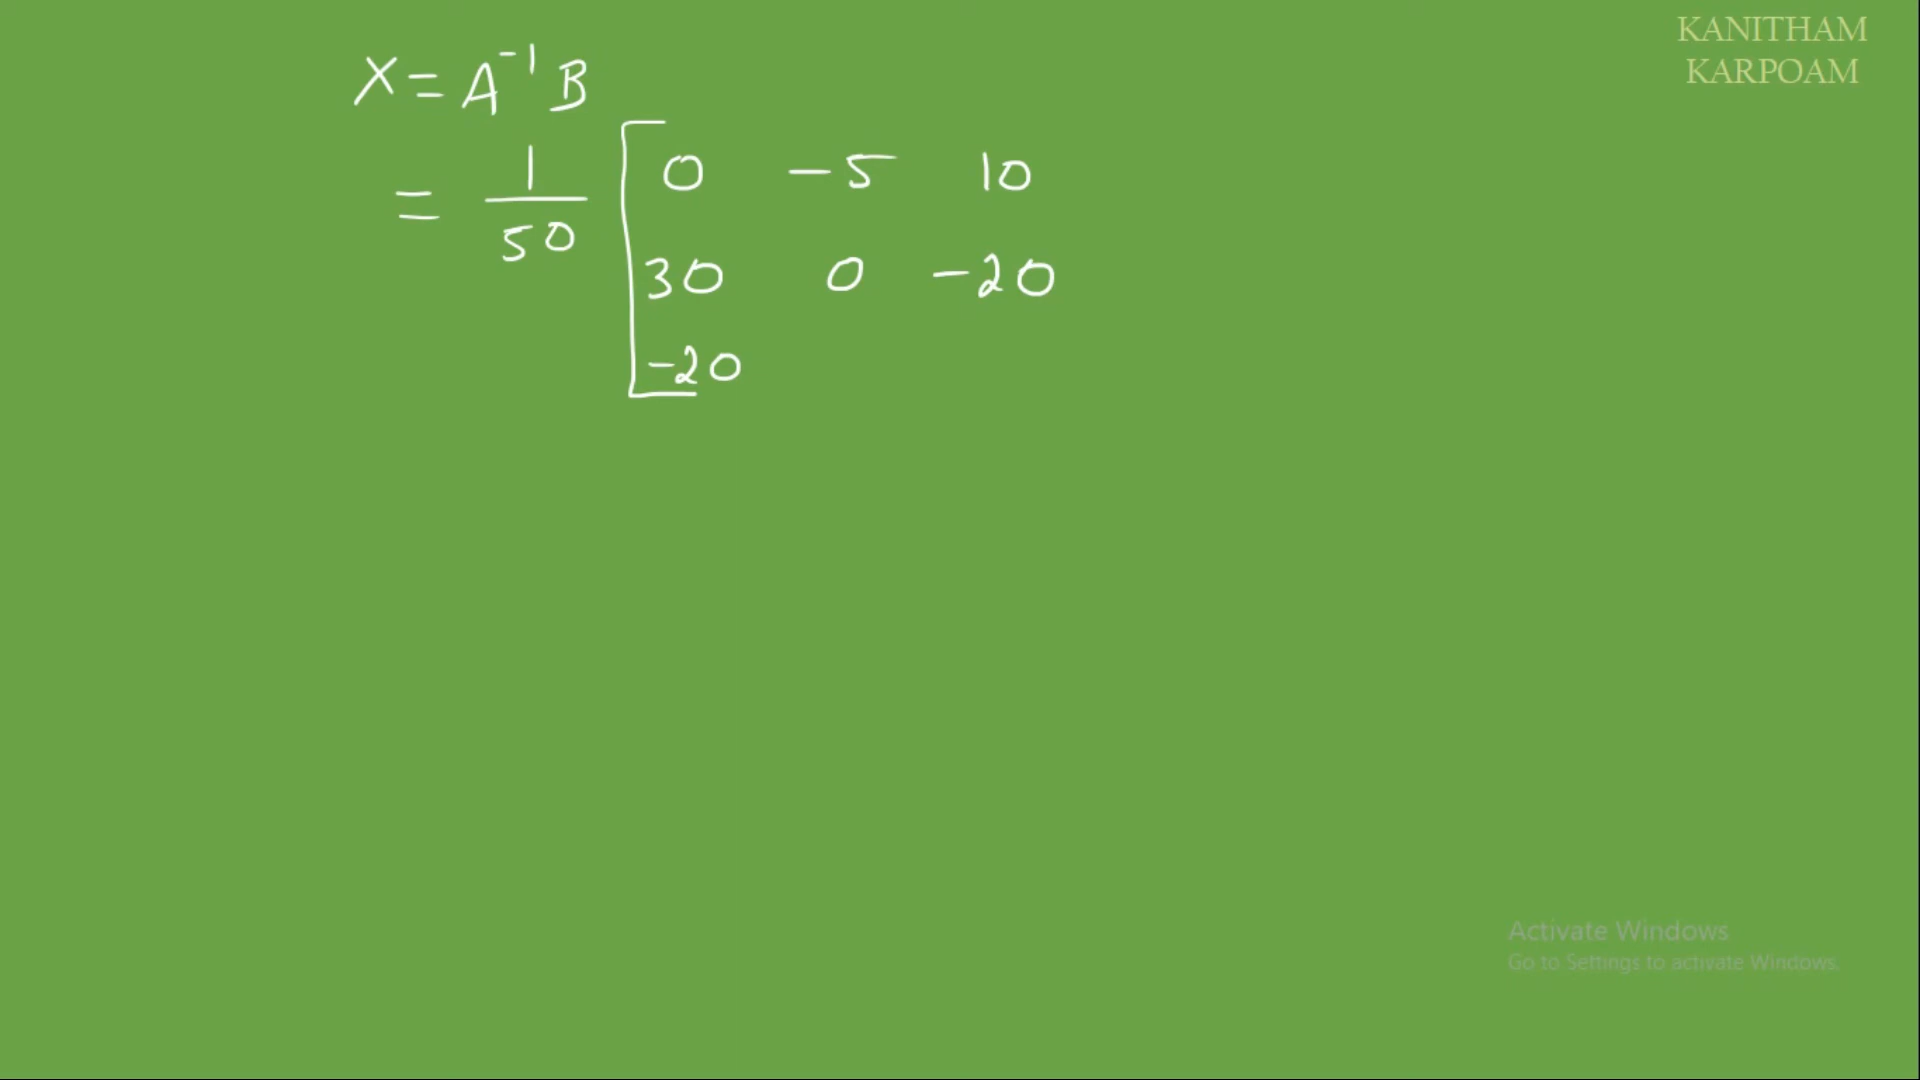 KANITHAM
KARPOAM
X = A⁻¹ B
= 1/50 [ 0 -5 10
30 0 -20
-20
Activate Windows
Go to Settings to activate Windows.